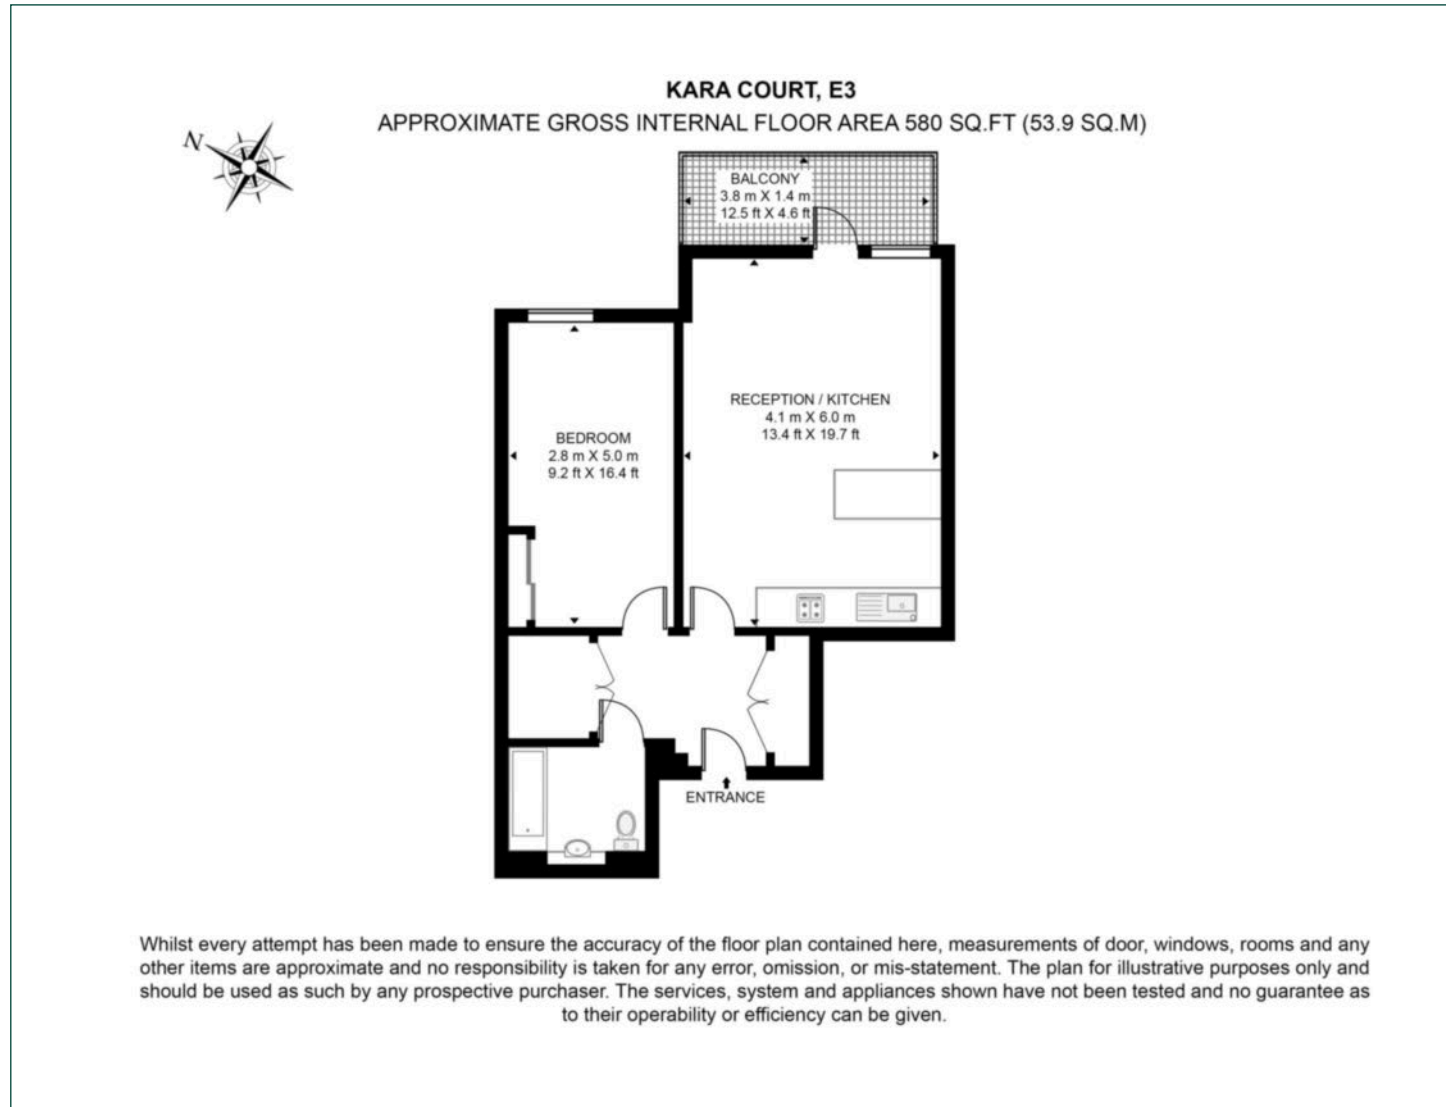 KARA COURT, E3
APPROXIMATE GROSS INTERNAL FLOOR AREA 580 SQ.FT (53.9 SQ.M)
N
BALCONY
3.8 m X 1.4 m
12.5 ft X 4.6 ft
RECEPTION / KITCHEN
4.1 m X 6.0 m
13.4 ft X 19.7 ft
BEDROOM
2.8 m X 5.0 m
9.2 ft X 16.4 ft
ENTRANCE
Whilst every attempt has been made to ensure the accuracy of the floor plan contained here, measurements of door, windows, rooms and any
other items are approximate and no responsibility is taken for any error, omission, or mis-statement. The plan for illustrative purposes only and
should be used as such by any prospective purchaser. The services, system and appliances shown have not been tested and no guarantee as
to their operability or efficiency can be given.